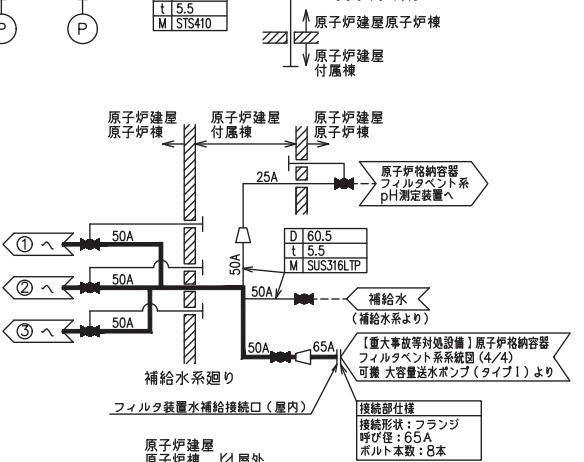 P
P
t 5.5
M STS410
原子炉建屋原子炉棟
原子炉建屋
付属棟
原子炉建屋
原子炉棟
原子炉建屋
付属棟
原子炉建屋
原子炉棟
25A
原子炉格納容器
フィルタベント系
pH測定装置へ
①へ
50A
50A
D 60.5
t 5.5
M SUS316LTP
②へ
50A
50A
補給水
(補給水系より)
③へ
50A
50A
65A
【重大事故等対処設備】原子炉格納容器
フィルタベント系系統図(4/4)
可搬 大容量送水ポンプ(タイプⅠ)より
補給水系廻り
フィルタ装置水補給接続口(屋内)
接続部仕様
接続形状:フランジ
呼び径:65A
ボルト本数:8本
原子炉建屋
原子炉棟
屋外